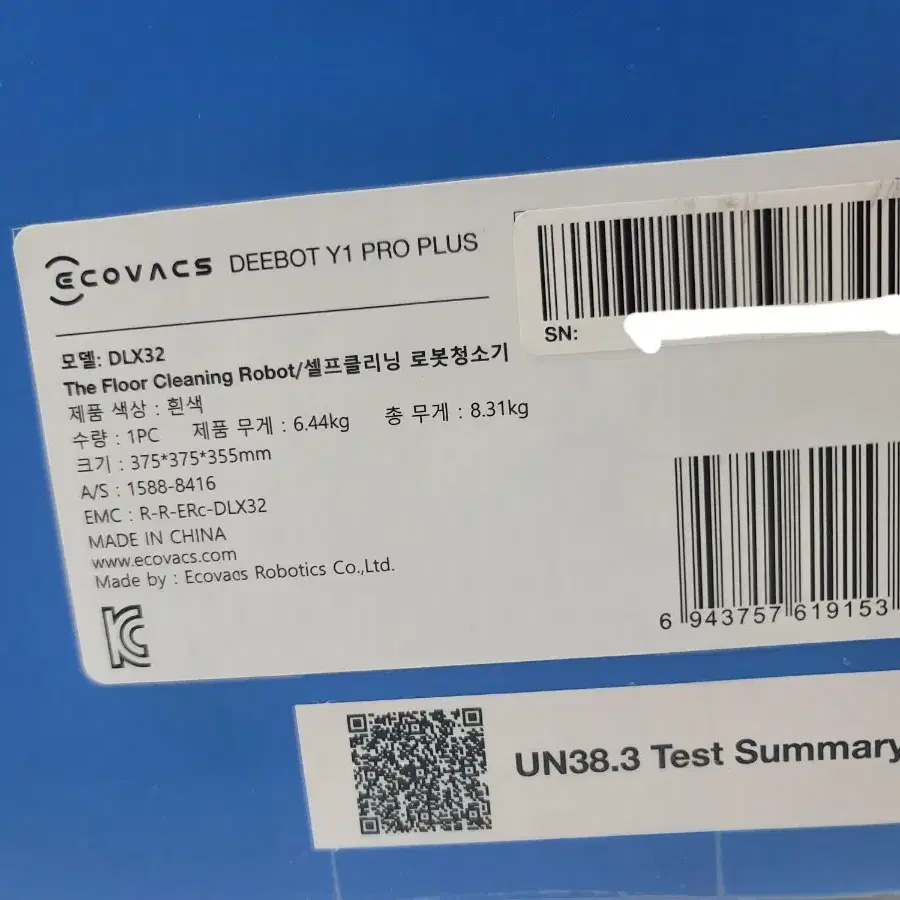 ECOVACS DEEBOT Y1 PRO PLUS
SN:
모델: DLX32
The Floor Cleaning Robot/셀프클리닝 로봇청소기
제품 색상 : 흰색
수량 : 1PC 제품 무게 : 6.44kg 총 무게 : 8.31kg
크기 : 375*375*355mm
A/S : 1588-8416
EMC : R-R-ERc-DLX32
MADE IN CHINA
www.ecovacs.com
Made by : Ecovacs Robotics Co.,Ltd.
6 943757 619153
UN38.3 Test Summary